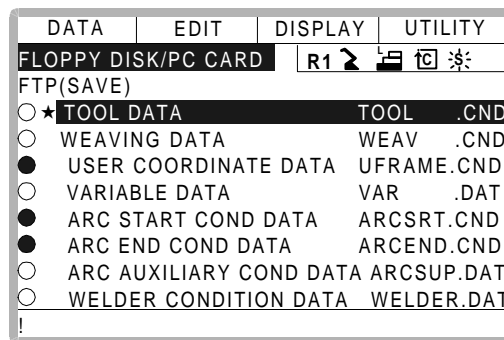 DATA EDIT DISPLAY UTILITY
FLOPPY DISK/PC CARD R1 L C S
FTP(SAVE)
○★ TOOL DATA TOOL .CND
○ WEAVING DATA WEAV .CND
● USER COORDINATE DATA UFRAME.CND
○ VARIABLE DATA VAR .DAT
● ARC START COND DATA ARCSRT.CND
● ARC END COND DATA ARCEND.CND
○ ARC AUXILIARY COND DATA ARCSUP.DAT
○ WELDER CONDITION DATA WELDER.DAT
!